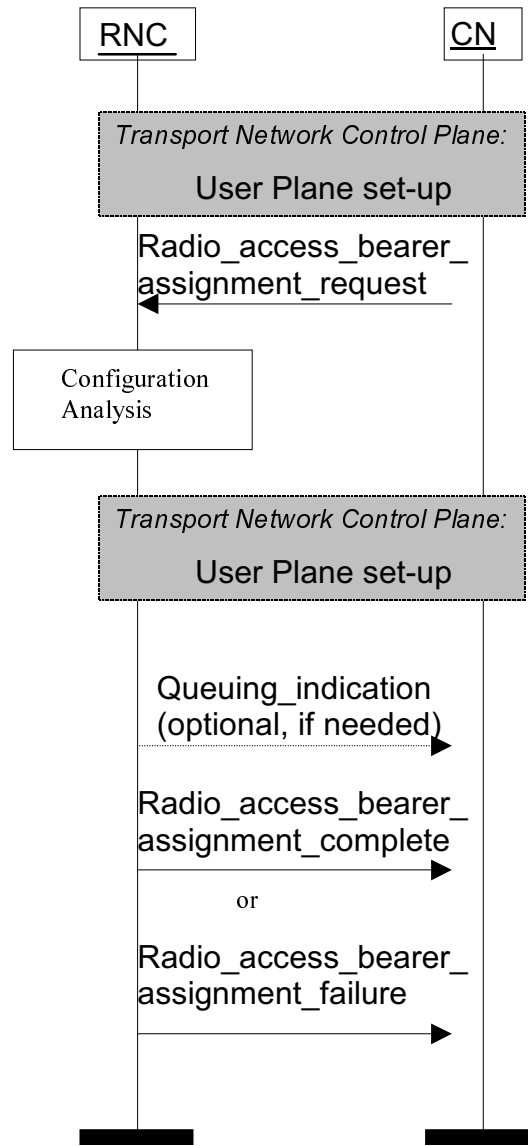 RNC
CN
Transport Network Control Plane:
User Plane set-up
Radio_access_bearer_
assignment_request
Configuration
Analysis
Transport Network Control Plane:
User Plane set-up
Queuing_indication
(optional, if needed)
Radio_access_bearer_
assignment_complete
or
Radio_access_bearer_
assignment_failure